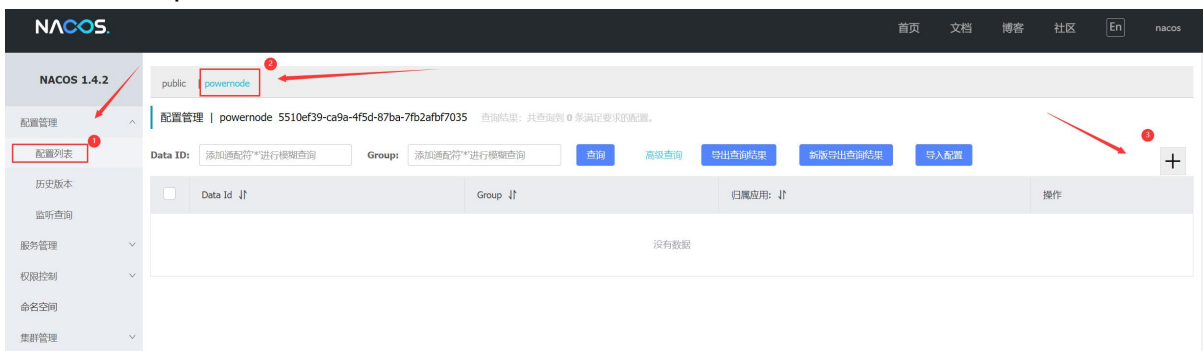 NACOS.
首页 文档 博客 社区 En nacos
NACOS 1.4.2
public | powernode
2
配置管理
配置管理 | powernode 5510ef39-ca9a-4f5d-87ba-7fb2afbf7035 查询结果：共查询到 0 条满足要求的配置。
1
3
配置列表
Data ID: 添加通配符'*'进行模糊查询 Group: 添加通配符'*'进行模糊查询 查询 高级查询 导出查询结果 新版导出查询结果 导入配置
+
历史版本
Data Id Group 归属应用: 操作
监听查询
没有数据
服务管理
权限控制
命名空间
集群管理